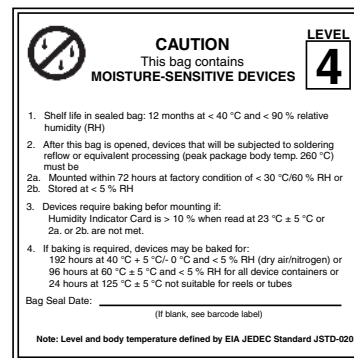 CAUTION
This bag contains
MOISTURE-SENSITIVE DEVICES
LEVEL
4
1. Shelf life in sealed bag: 12 months at < 40 °C and < 90 % relative
humidity (RH)
2. After this bag is opened, devices that will be subjected to soldering
reflow or equivalent processing (peak package body temp. 260 °C)
must be
2a. Mounted within 72 hours at factory condition of < 30 °C/60 % RH or
2b. Stored at < 5 % RH
3. Devices require baking befor mounting if:
Humidity Indicator Card is > 10 % when read at 23 °C ± 5 °C or
2a. or 2b. are not met.
4. If baking is required, devices may be baked for:
192 hours at 40 °C + 5 °C/- 0 °C and < 5 % RH (dry air/nitrogen) or
96 hours at 60 °C ± 5 °C and < 5 % RH for all device containers or
24 hours at 125 °C ± 5 °C not suitable for reels or tubes
Bag Seal Date:
(If blank, see barcode label)
Note: Level and body temperature defined by EIA JEDEC Standard JSTD-020